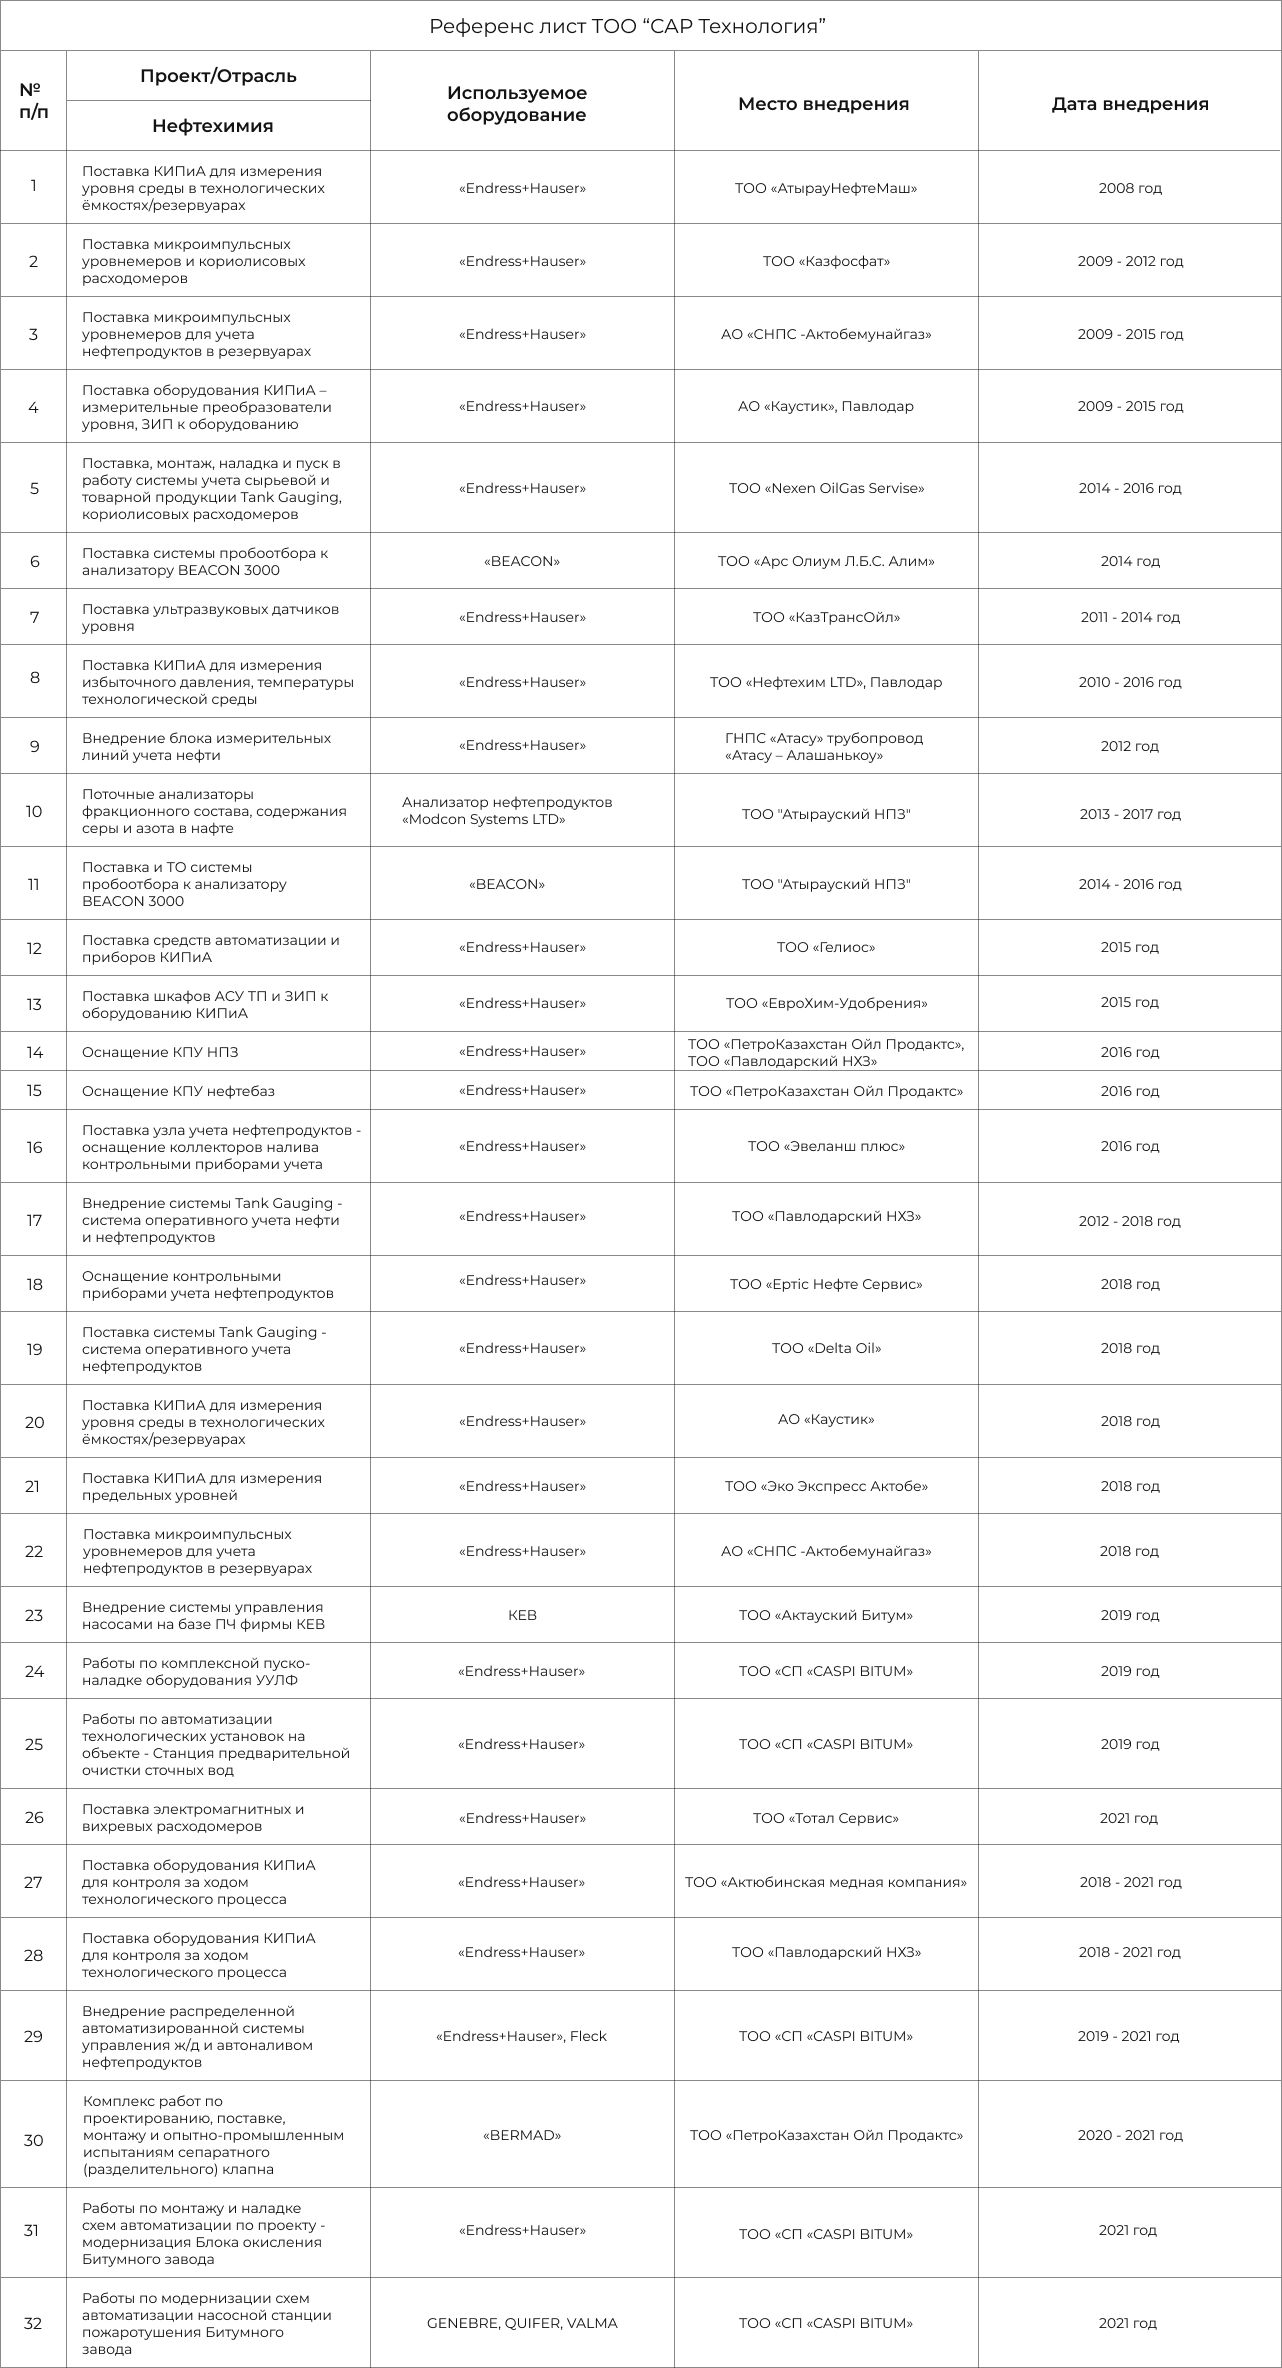 Референс лист ТОО “САР Технология”
№
п/п
Проект/Отрасль
Нефтехимия
Используемое
оборудование
Место внедрения
Дата внедрения
1
Поставка КИПиА для измерения
уровня среды в технологических
ёмкостях/резервуарах
«Endress+Hauser»
ТОО «АтырауНефтеМаш»
2008 год
2
Поставка микроимпульсных
уровнемеров и кориолисовых
расходомеров
«Endress+Hauser»
ТОО «Казфосфат»
2009 - 2012 год
3
Поставка микроимпульсных
уровнемеров для учета
нефтепродуктов в резервуарах
«Endress+Hauser»
АО «СНПС -Актобемунайгаз»
2009 - 2015 год
4
Поставка оборудования КИПиА –
измерительные преобразователи
уровня, ЗИП к оборудованию
«Endress+Hauser»
АО «Каустик», Павлодар
2009 - 2015 год
5
Поставка, монтаж, наладка и пуск в
работу системы учета сырьевой и
товарной продукции Tank Gauging,
кориолисовых расходомеров
«Endress+Hauser»
ТОО «Nexen OilGas Servise»
2014 - 2016 год
6
Поставка системы пробоотбора к
анализатору BEACON 3000
«BEACON»
ТОО «Арс Олиум Л.Б.С. Алим»
2014 год
7
Поставка ультразвуковых датчиков
уровня
«Endress+Hauser»
ТОО «КазТрансОйл»
2011 - 2014 год
8
Поставка КИПиА для измерения
избыточного давления, температуры
технологической среды
«Endress+Hauser»
ТОО «Нефтехим LTD», Павлодар
2010 - 2016 год
9
Внедрение блока измерительных
линий учета нефти
«Endress+Hauser»
ГНПС «Атасу» трубопровод
«Атасу – Алашанькоу»
2012 год
10
Поточные анализаторы
фракционного состава, содержания
серы и азота в нафте
Анализатор нефтепродуктов
«Modcon Systems LTD»
ТОО "Атырауский НПЗ"
2013 - 2017 год
11
Поставка и ТО системы
пробоотбора к анализатору
BEACON 3000
«BEACON»
ТОО "Атырауский НПЗ"
2014 - 2016 год
12
Поставка средств автоматизации и
приборов КИПиА
«Endress+Hauser»
ТОО «Гелиос»
2015 год
13
Поставка шкафов АСУ ТП и ЗИП к
оборудованию КИПиА
«Endress+Hauser»
ТОО «ЕвроХим-Удобрения»
2015 год
14
Оснащение КПУ НПЗ
«Endress+Hauser»
ТОО «ПетроКазахстан Ойл Продактс»,
ТОО «Павлодарский НХЗ»
2016 год
15
Оснащение КПУ нефтебаз
«Endress+Hauser»
ТОО «ПетроКазахстан Ойл Продактс»
2016 год
16
Поставка узла учета нефтепродуктов -
оснащение коллекторов налива
контрольными приборами учета
«Endress+Hauser»
ТОО «Эвеланш плюс»
2016 год
17
Внедрение системы Tank Gauging -
система оперативного учета нефти
и нефтепродуктов
«Endress+Hauser»
ТОО «Павлодарский НХЗ»
2012 - 2018 год
18
Оснащение контрольными
приборами учета нефтепродуктов
«Endress+Hauser»
ТОО «Ертіс Нефте Сервис»
2018 год
19
Поставка системы Tank Gauging -
система оперативного учета
нефтепродуктов
«Endress+Hauser»
ТОО «Delta Oil»
2018 год
20
Поставка КИПиА для измерения
уровня среды в технологических
ёмкостях/резервуарах
«Endress+Hauser»
АО «Каустик»
2018 год
21
Поставка КИПиА для измерения
предельных уровней
«Endress+Hauser»
ТОО «Эко Экспресс Актобе»
2018 год
22
Поставка микроимпульсных
уровнемеров для учета
нефтепродуктов в резервуарах
«Endress+Hauser»
АО «СНПС -Актобемунайгаз»
2018 год
23
Внедрение системы управления
насосами на базе ПЧ фирмы КЕВ
КЕВ
ТОО «Актауский Битум»
2019 год
24
Работы по комплексной пуско-
наладке оборудования УУЛФ
«Endress+Hauser»
ТОО «СП «CASPI BITUM»
2019 год
25
Работы по автоматизации
технологических установок на
объекте - Станция предварительной
очистки сточных вод
«Endress+Hauser»
ТОО «СП «CASPI BITUM»
2019 год
26
Поставка электромагнитных и
вихревых расходомеров
«Endress+Hauser»
ТОО «Тотал Сервис»
2021 год
27
Поставка оборудования КИПиА
для контроля за ходом
технологического процесса
«Endress+Hauser»
ТОО «Актюбинская медная компания»
2018 - 2021 год
28
Поставка оборудования КИПиА
для контроля за ходом
технологического процесса
«Endress+Hauser»
ТОО «Павлодарский НХЗ»
2018 - 2021 год
29
Внедрение распределенной
автоматизированной системы
управления ж/д и автоналивом
нефтепродуктов
«Endress+Hauser», Fleck
ТОО «СП «CASPI BITUM»
2019 - 2021 год
30
Комплекс работ по
проектированию, поставке,
монтажу и опытно-промышленным
испытаниям сепаратного
(разделительного) клапна
«BERMAD»
ТОО «ПетроКазахстан Ойл Продактс»
2020 - 2021 год
31
Работы по монтажу и наладке
схем автоматизации по проекту -
модернизация Блока окисления
Битумного завода
«Endress+Hauser»
ТОО «СП «CASPI BITUM»
2021 год
32
Работы по модернизации схем
автоматизации насосной станции
пожаротушения Битумного
завода
GENEBRE, QUIFER, VALMA
ТОО «СП «CASPI BITUM»
2021 год